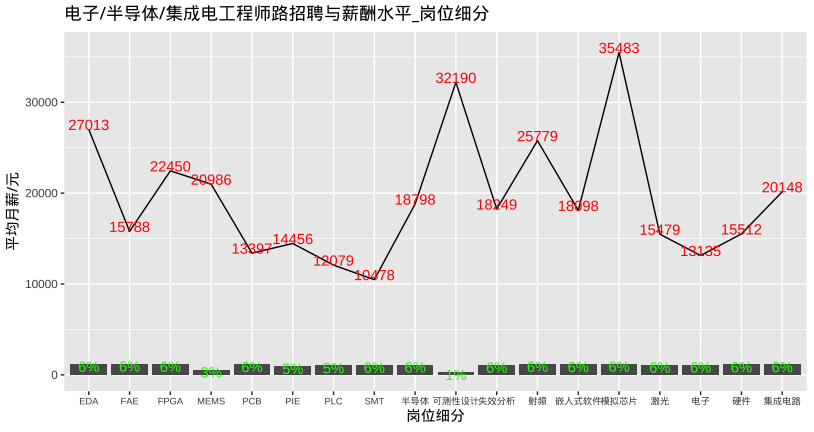 电子/半导体/集成电工程师路招聘与薪酬水平_岗位细分
平均月薪/元
30000
20000
10000
0
27013
15788
22450
20986
13397
14456
12079
10478
18798
32190
18249
25779
18098
35483
15479
13135
15512
20148
6%
6%
6%
3%
6%
5%
5%
6%
6%
1%
6%
6%
6%
6%
6%
6%
6%
6%
EDA
FAE
FPGA
MEMS
PCB
PIE
PLC
SMT
半导体
可测性设计
失效分析
射频
嵌入式软件
模拟芯片
激光
电子
硬件
集成电路
岗位细分